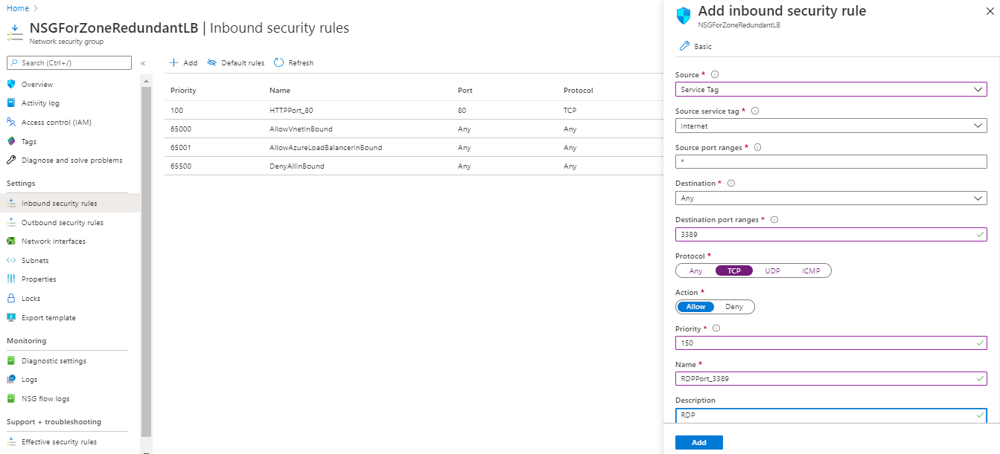 Home >
NSGForZoneRedundantLB | Inbound security rules
Network security group
Search (Ctrl+/)
«
Overview
Activity log
Access control (IAM)
Tags
Diagnose and solve problems
Settings
Inbound security rules
Outbound security rules
Network interfaces
Subnets
Properties
Locks
Export template
Monitoring
Diagnostic settings
Logs
NSG flow logs
Support + troubleshooting
Effective security rules
Add Default rules Refresh
Priority Name Port Protocol
100 HTTPPort_80 80 TCP
65000 AllowVnetInBound Any Any
65001 AllowAzureLoadBalancerInBound Any Any
65500 DenyAllInBound Any Any
Add inbound security rule
NSGForZoneRedundantLB
Basic
Source *
Service Tag
Source service tag *
Internet
Source port ranges *
*
Destination *
Any
Destination port ranges *
3389
Protocol *
Any TCP UDP ICMP
Action *
Allow Deny
Priority *
150
Name *
RDPPort_3389
Description
RDP
Add